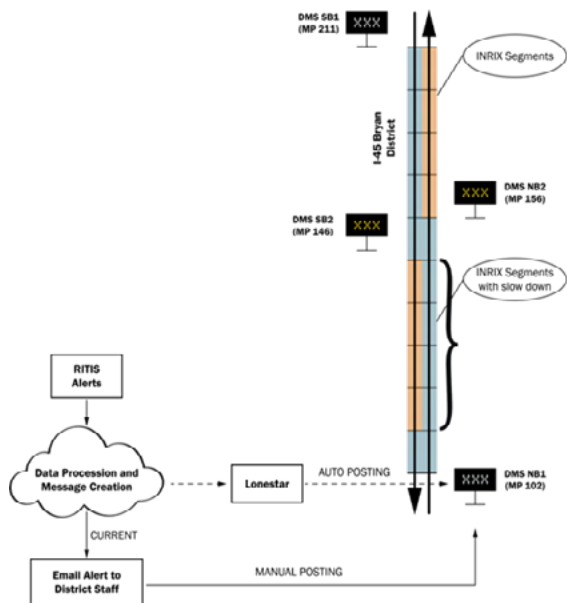 DMS SB1
(MP 211)
XXX
INRIX Segments
I-45 Bryan
District
XXX
DMS NB2
(MP 156)
DMS SB2
(MP 146)
XXX
INRIX Segments
with slow down
RITIS
Alerts
Data Procession and
Message Creation
Lonestar
AUTO POSTING
XXX
DMS NB1
(MP 102)
CURRENT
Email Alert to
District Staff
MANUAL POSTING